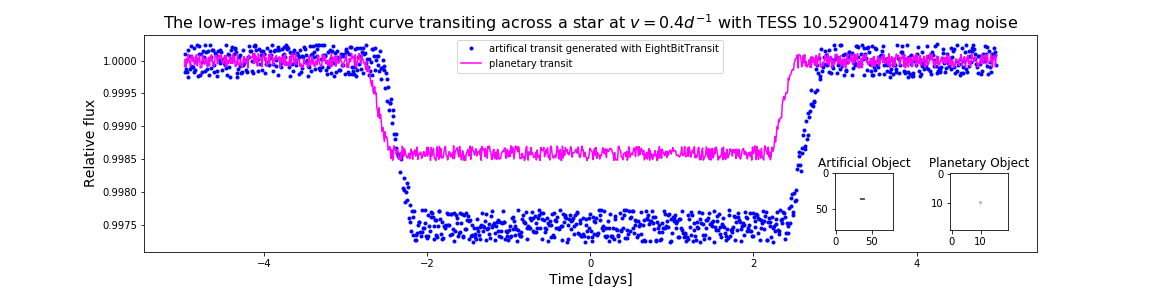 The low-res image's light curve transiting across a star at v = 0.4d⁻¹ with TESS 10.5290041479 mag noise
artifical transit generated with EightBitTransit
planetary transit
Relative flux
1.0000
0.9995
0.9990
0.9985
0.9980
0.9975
Artificial Object
0
50
0 50
Planetary Object
0
10
0 10
−4 −2 0 2 4
Time [days]